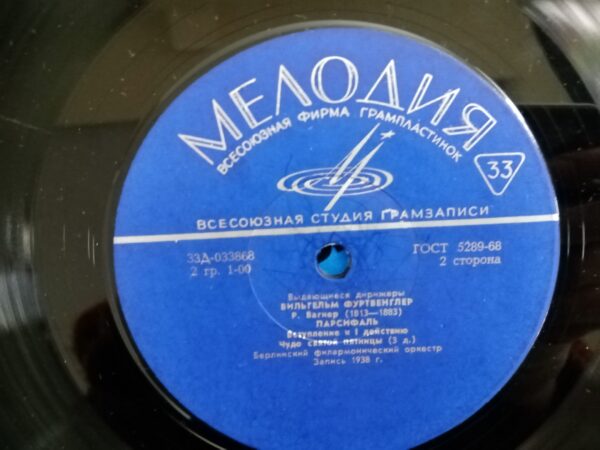 МЕЛОДИЯ
ВСЕСОЮЗНАЯ ФИРМА ГРАМПЛАСТИНОК
33
ВСЕСОЮЗНАЯ СТУДИЯ ГРАМЗАПИСИ
33Д-033868
ГОСТ 5289-68
2 гр. 1-00
2 сторона
Выдающиеся дирижеры
ВИЛЬГЕЛЬМ ФУРТВЕНГЛЕР
Р. Вагнер (1813—1883)
ПАРСИФАЛЬ
Вступление к I действию
Чудо святой пятницы (3 д.)
Берлинский филармонический оркестр
Запись 1938 г.